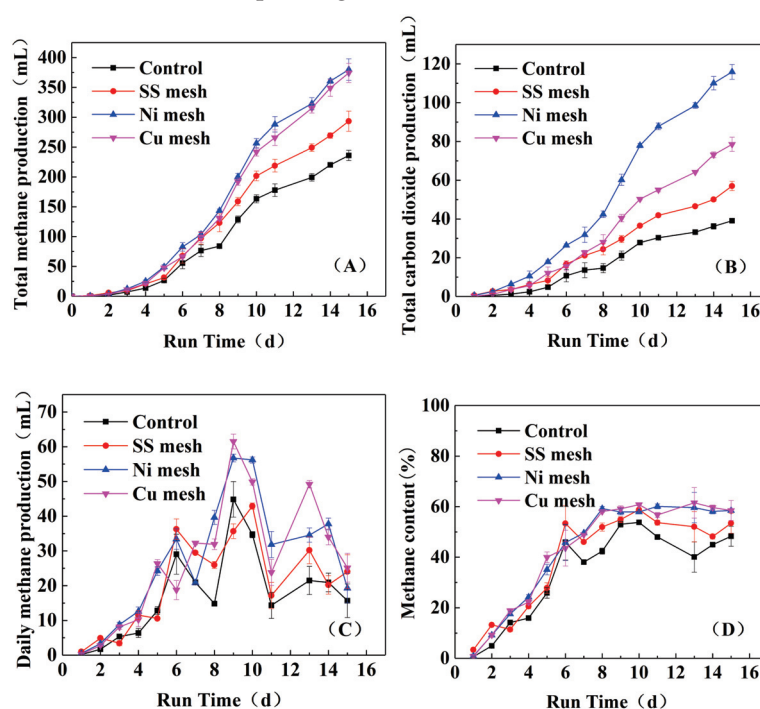 Total methane production（mL）
400
350
300
250
200
150
100
50
0
Control
SS mesh
Ni mesh
Cu mesh
（A）
0 2 4 6 8 10 12 14 16
Run Time（d）
Total carbon dioxide production（mL）
120
100
80
60
40
20
0
Control
SS mesh
Ni mesh
Cu mesh
（B）
0 2 4 6 8 10 12 14 16
Run Time（d）
Daily methane production（mL）
70
60
50
40
30
20
10
0
Control
SS mesh
Ni mesh
Cu mesh
（C）
0 2 4 6 8 10 12 14 16
Run Time（d）
Methane content(%)
100
80
60
40
20
0
Control
SS mesh
Ni mesh
Cu mesh
（D）
0 2 4 6 8 10 12 14 16
Run Time（d）